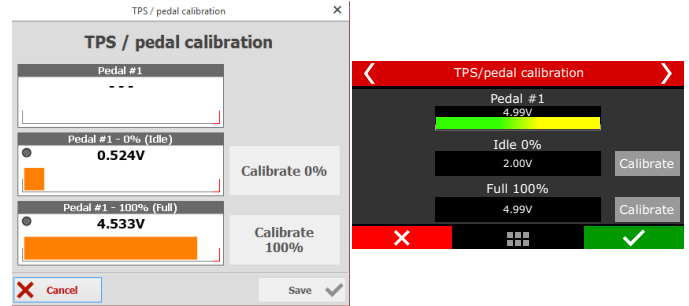 TPS / pedal calibration
TPS / pedal calibration
Pedal #1
---
Pedal #1 - 0% (Idle)
0.524V
Calibrate 0%
Pedal #1 - 100% (Full)
4.533V
Calibrate
100%
Cancel
Save
TPS/pedal calibration
Pedal #1
4.99V
Idle 0%
2.00V
Calibrate
Full 100%
4.99V
Calibrate